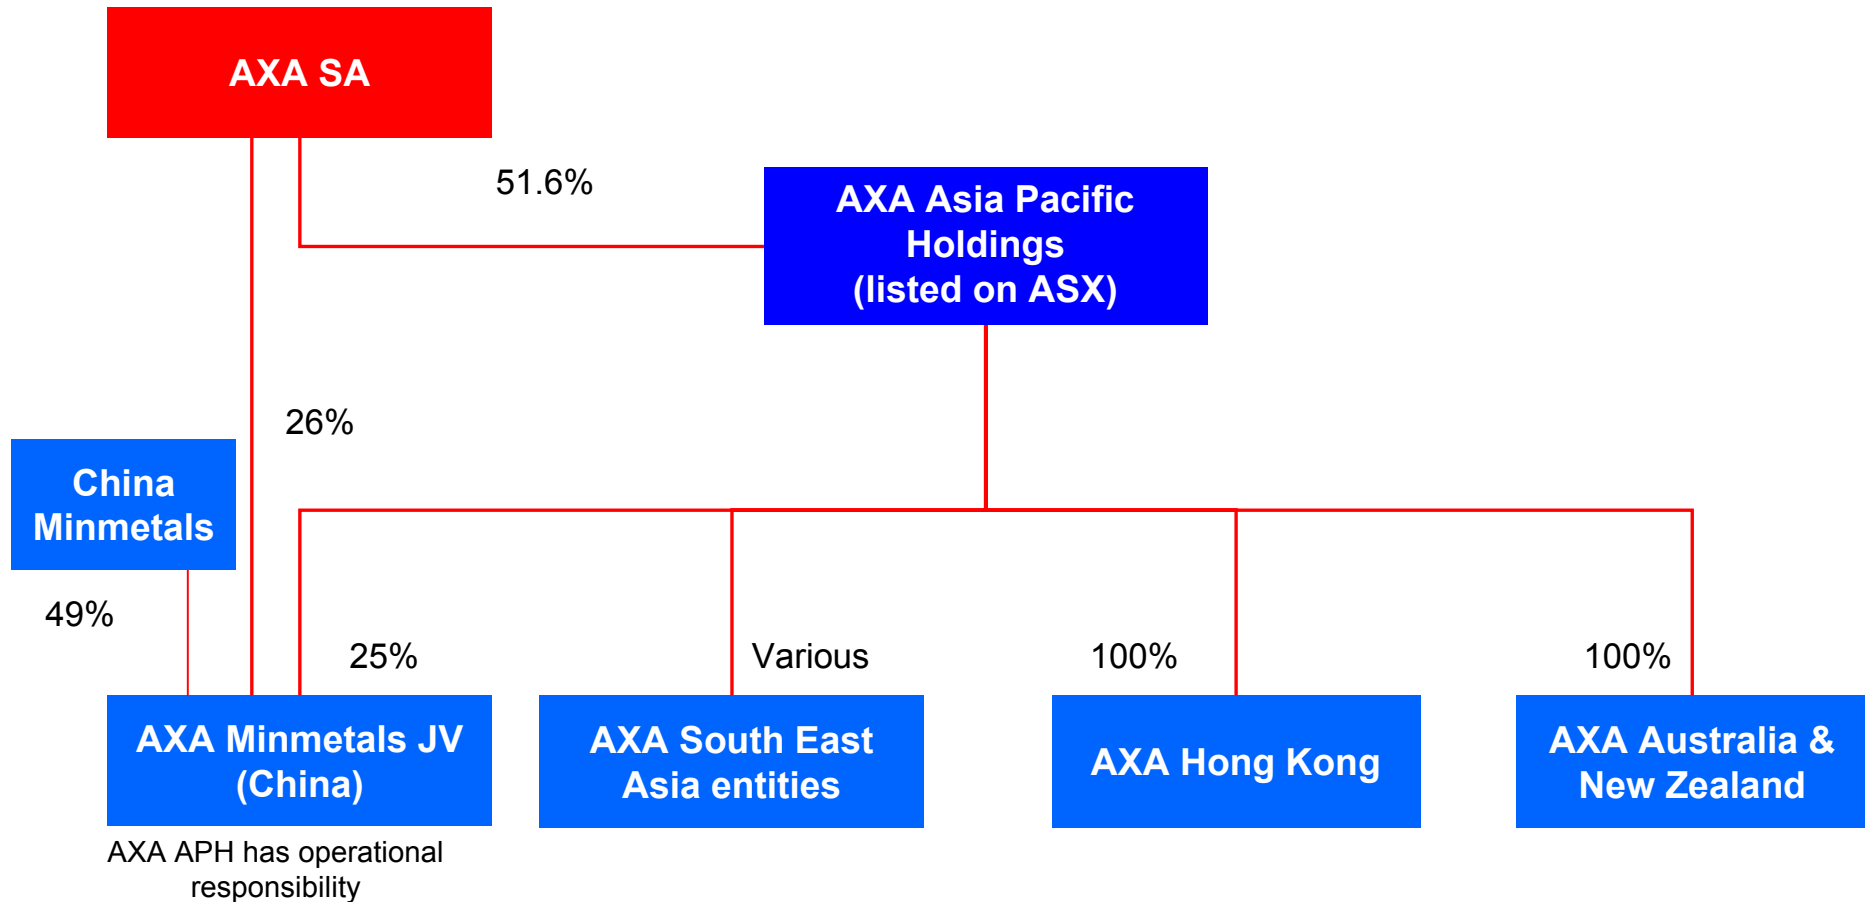 AXA SA
51.6%
AXA Asia Pacific
Holdings
(listed on ASX)
26%
China
Minmetals
49%
25%
Various
100%
100%
AXA Minmetals JV
(China)
AXA South East
Asia entities
AXA Hong Kong
AXA Australia &
New Zealand
AXA APH has operational
responsibility